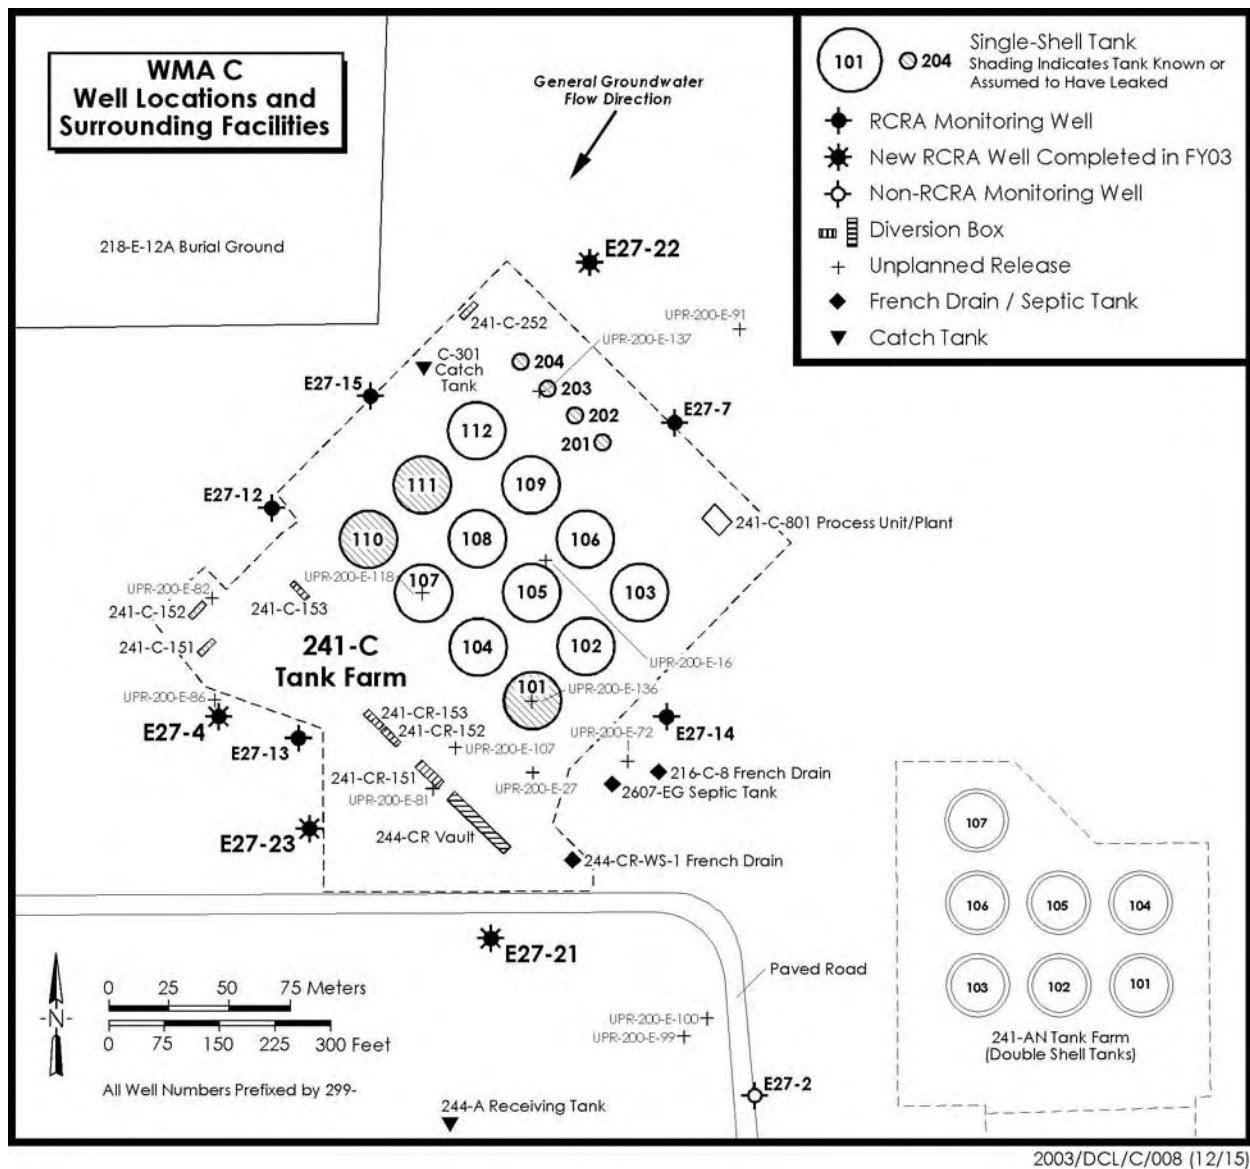 WMA C
Well Locations and
Surrounding Facilities
General Groundwater
Flow Direction
101
204
Single-Shell Tank
Shading Indicates Tank Known or
Assumed to Have Leaked
RCRA Monitoring Well
New RCRA Well Completed in FY03
Non-RCRA Monitoring Well
Diversion Box
Unplanned Release
French Drain / Septic Tank
Catch Tank
218-E-12A Burial Ground
E27-22
241-C-252
UPR-200-E-91
UPR-200-E-137
C-301
Catch
Tank
204
203
202
201
E27-15
E27-7
112
111
109
E27-12
110
108
106
241-C-801 Process Unit/Plant
UPR-200-E-118
107
105
103
UPR-200-E-82
241-C-152
241-C-153
241-C-151
241-C
Tank Farm
104
102
UPR-200-E-16
101
UPR-200-E-136
UPR-200-E-86
E27-4
E27-13
241-CR-153
241-CR-152
UPR-200-E-107
UPR-200-E-72
E27-14
241-CR-151
UPR-200-E-81
UPR-200-E-27
216-C-8 French Drain
2607-EG Septic Tank
E27-23
244-CR Vault
244-CR-WS-1 French Drain
107
106
105
104
103
102
101
241-AN Tank Farm
(Double Shell Tanks)
E27-21
Paved Road
UPR-200-E-100
UPR-200-E-99
E27-2
N
0 25 50 75 Meters
0 75 150 225 300 Feet
All Well Numbers Prefixed by 299-
244-A Receiving Tank
2003/DCL/C/008 (12/15)